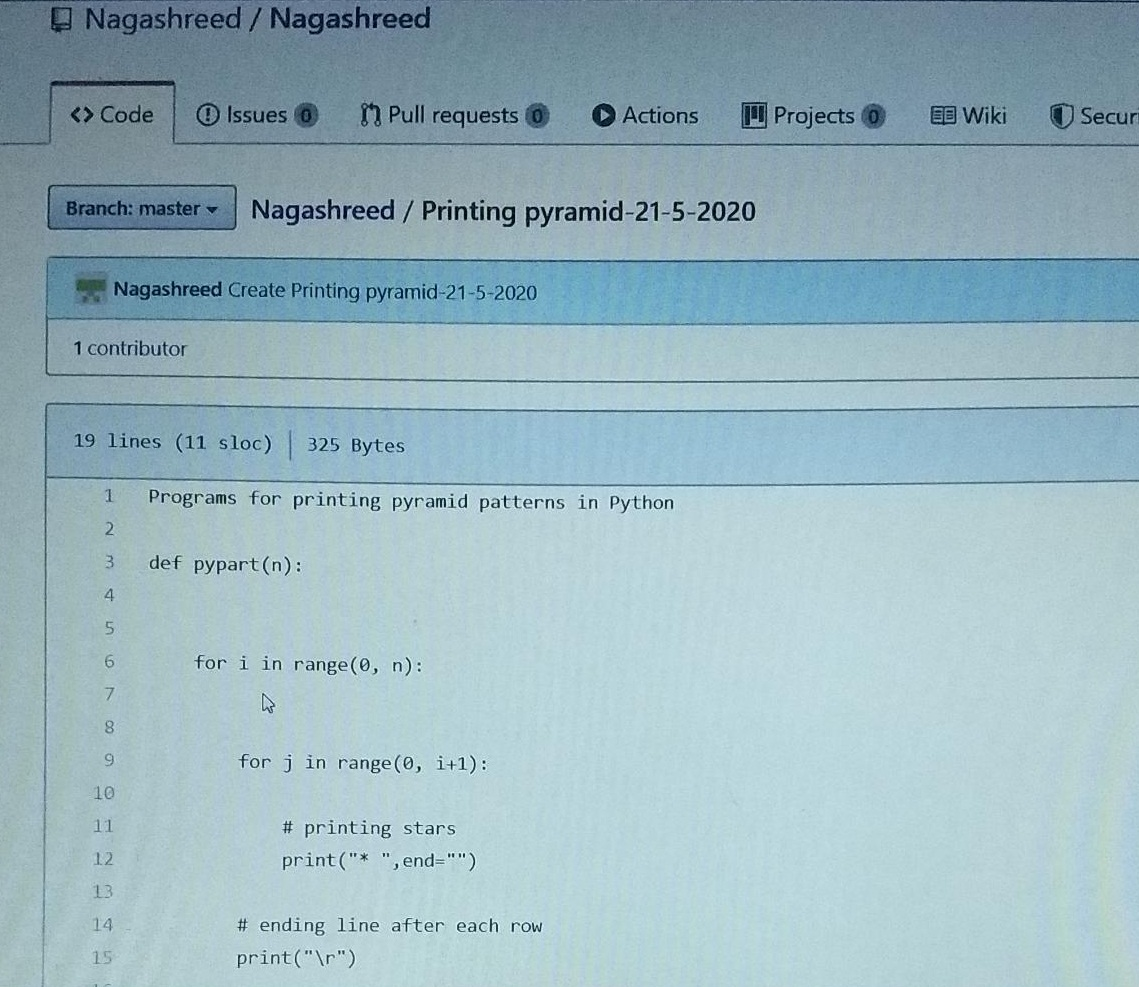 Nagashreed / Nagashreed
Code Issues 0 Pull requests 0 Actions Projects 0 Wiki Secur
Branch: master Nagashreed / Printing pyramid-21-5-2020
Nagashreed Create Printing pyramid-21-5-2020
1 contributor
19 lines (11 sloc) | 325 Bytes
1 Programs for printing pyramid patterns in Python
2
3 def pypart(n):
4
5
6 for i in range(0, n):
7
8
9 for j in range(0, i+1):
10
11 # printing stars
12 print("* ",end="")
13
14 # ending line after each row
15 print("\r")